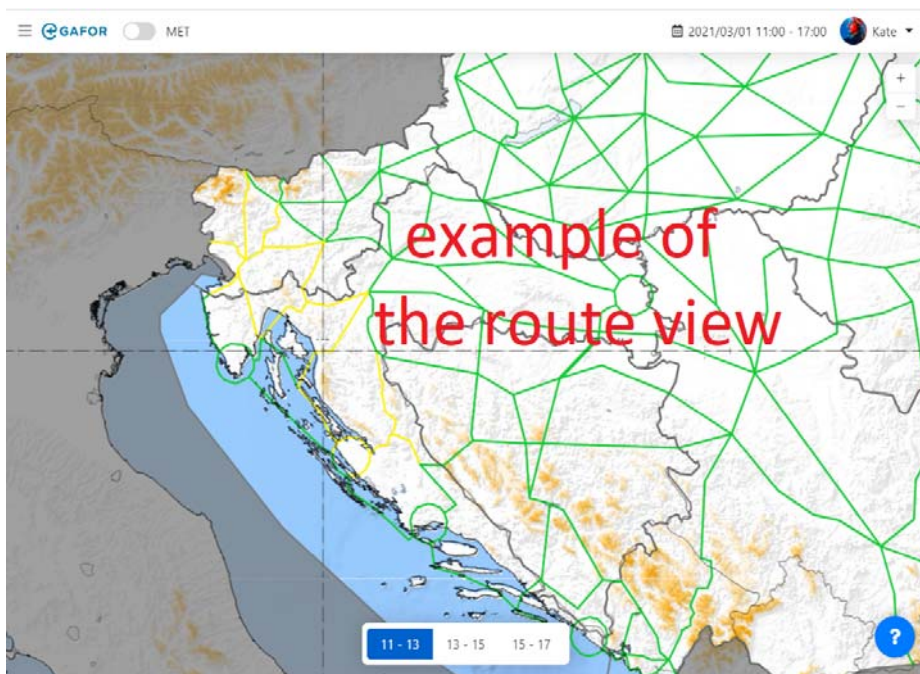 GAFOR MET 2021/03/01 11:00 - 17:00 Kate
+
-
example of
the route view
11 - 13 13 - 15 15 - 17
?